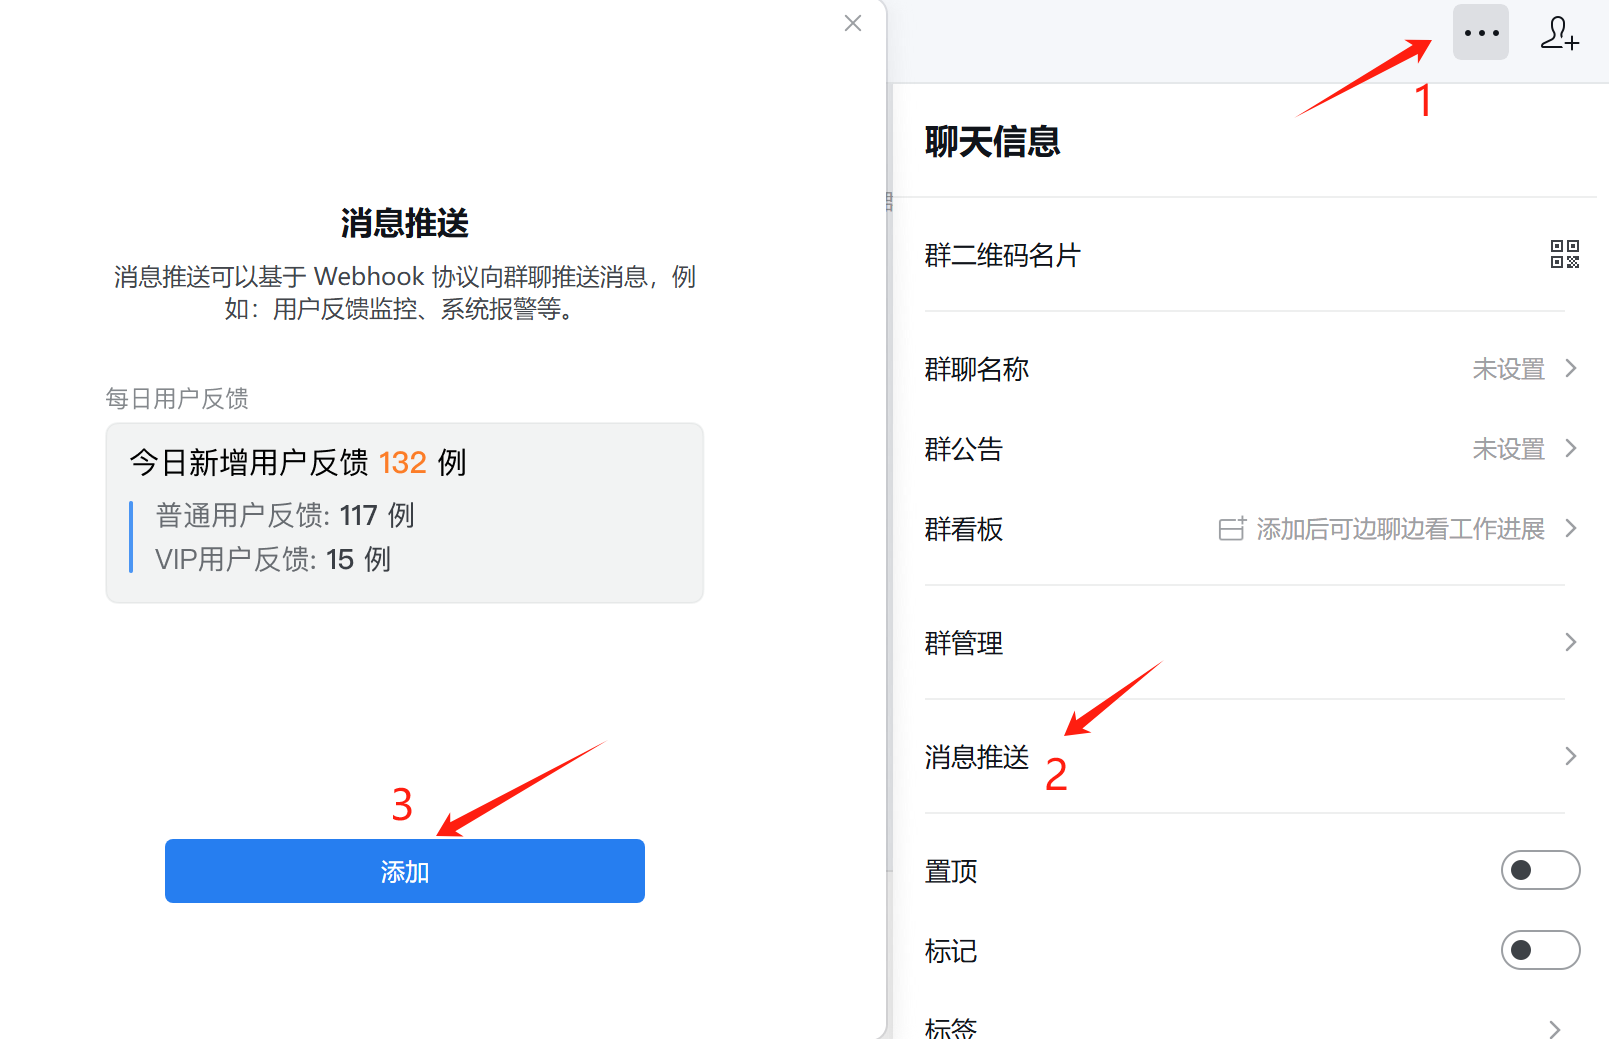 消息推送
消息推送可以基于 Webhook 协议向群聊推送消息，例
如：用户反馈监控、系统报警等。
每日用户反馈
今日新增用户反馈 132 例
普通用户反馈: 117 例
VIP用户反馈: 15 例
3
添加
1
聊天信息
群二维码名片
群聊名称 未设置
群公告 未设置
群看板 添加后可边聊边看工作进展
群管理
消息推送
2
置顶
标记
标签